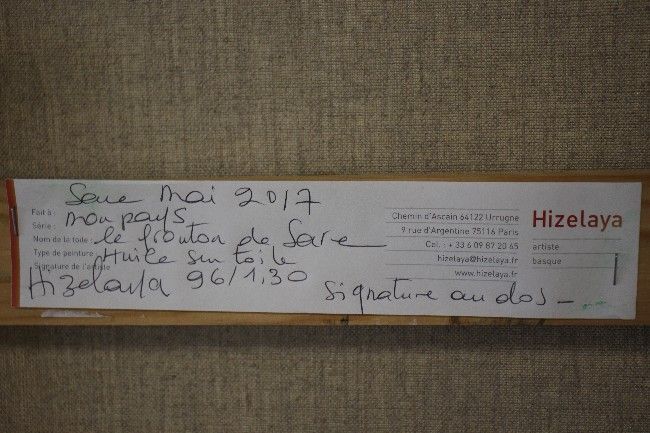 Fait à : Sare mai 2017
Série : mon pays
Nom de la toile : le fronton de Sare
Type de peinture : Huile sur toile
Signature de l'artiste
Hizelaya 96/1,30
Signature au dos -
Chemin d'Ascain 64122 Urrugne
9 rue d'Argentine 75116 Paris
Cel. : + 33 6 09 87 20 65
hizelaya@hizelaya.fr
www.hizelaya.fr
Hizelaya
artiste
basque